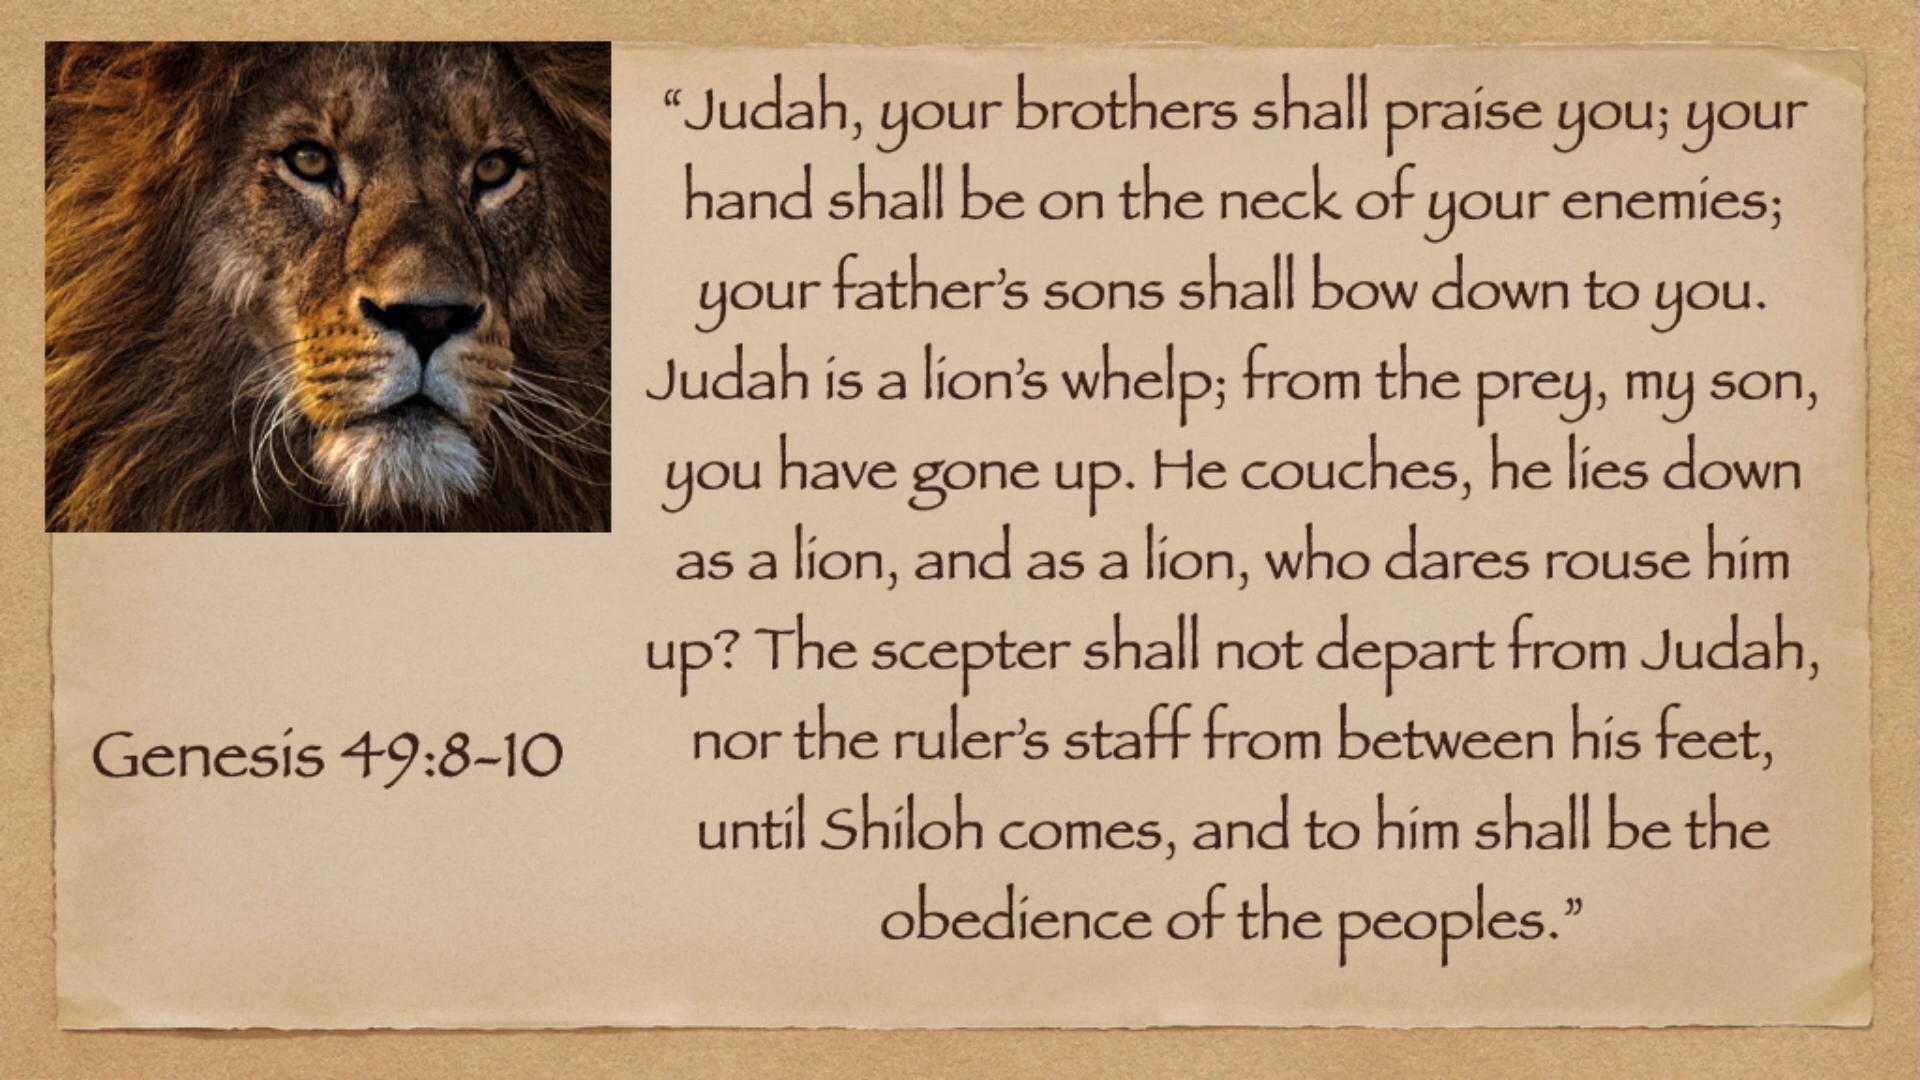 “Judah, your brothers shall praise you; your
hand shall be on the neck of your enemies;
your father’s sons shall bow down to you.
Judah is a lion’s whelp; from the prey, my son,
you have gone up. He couches, he lies down
as a lion, and as a lion, who dares rouse him
up? The scepter shall not depart from Judah,
nor the ruler’s staff from between his feet,
until Shiloh comes, and to him shall be the
obedience of the peoples.”
Genesis 49:8-10